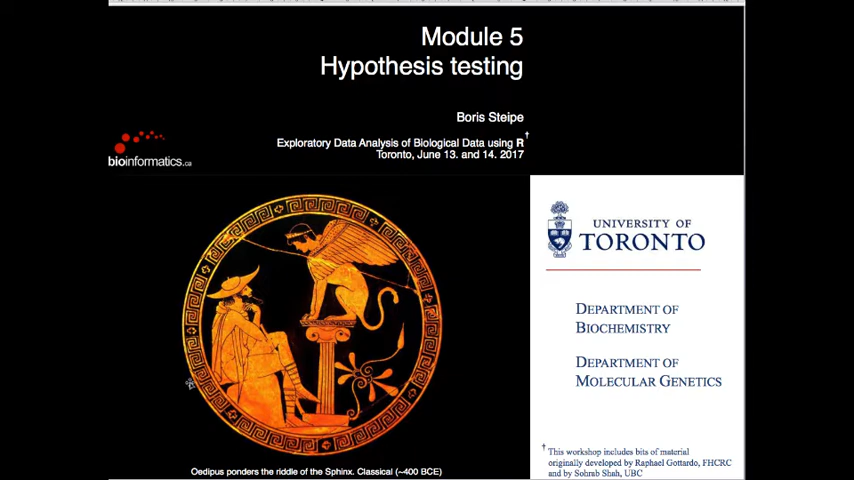 Module 5
Hypothesis testing
Boris Steipe
Exploratory Data Analysis of Biological Data using R†
Toronto, June 13. and 14. 2017
bioinformatics.ca
UNIVERSITY OF
TORONTO
DEPARTMENT OF
BIOCHEMISTRY
DEPARTMENT OF
MOLECULAR GENETICS
† This workshop includes bits of material
originally developed by Raphael Gottardo, FHCRC
and by Sohrab Shah, UBC
Oedipus ponders the riddle of the Sphinx. Classical (~400 BCE)